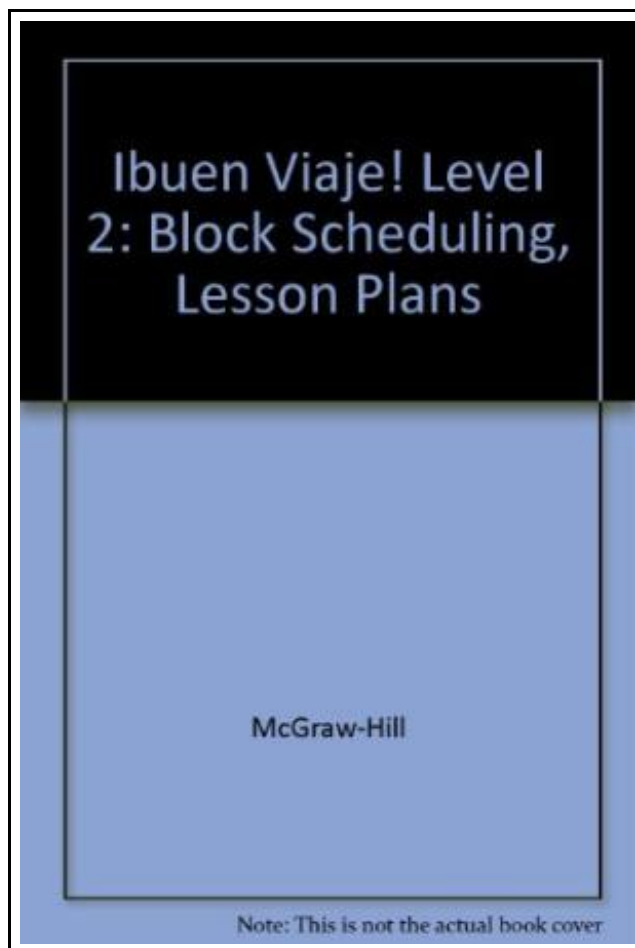 Ibuen Viaje! Level
2: Block Scheduling,
Lesson Plans
McGraw-Hill
Note: This is not the actual book cover